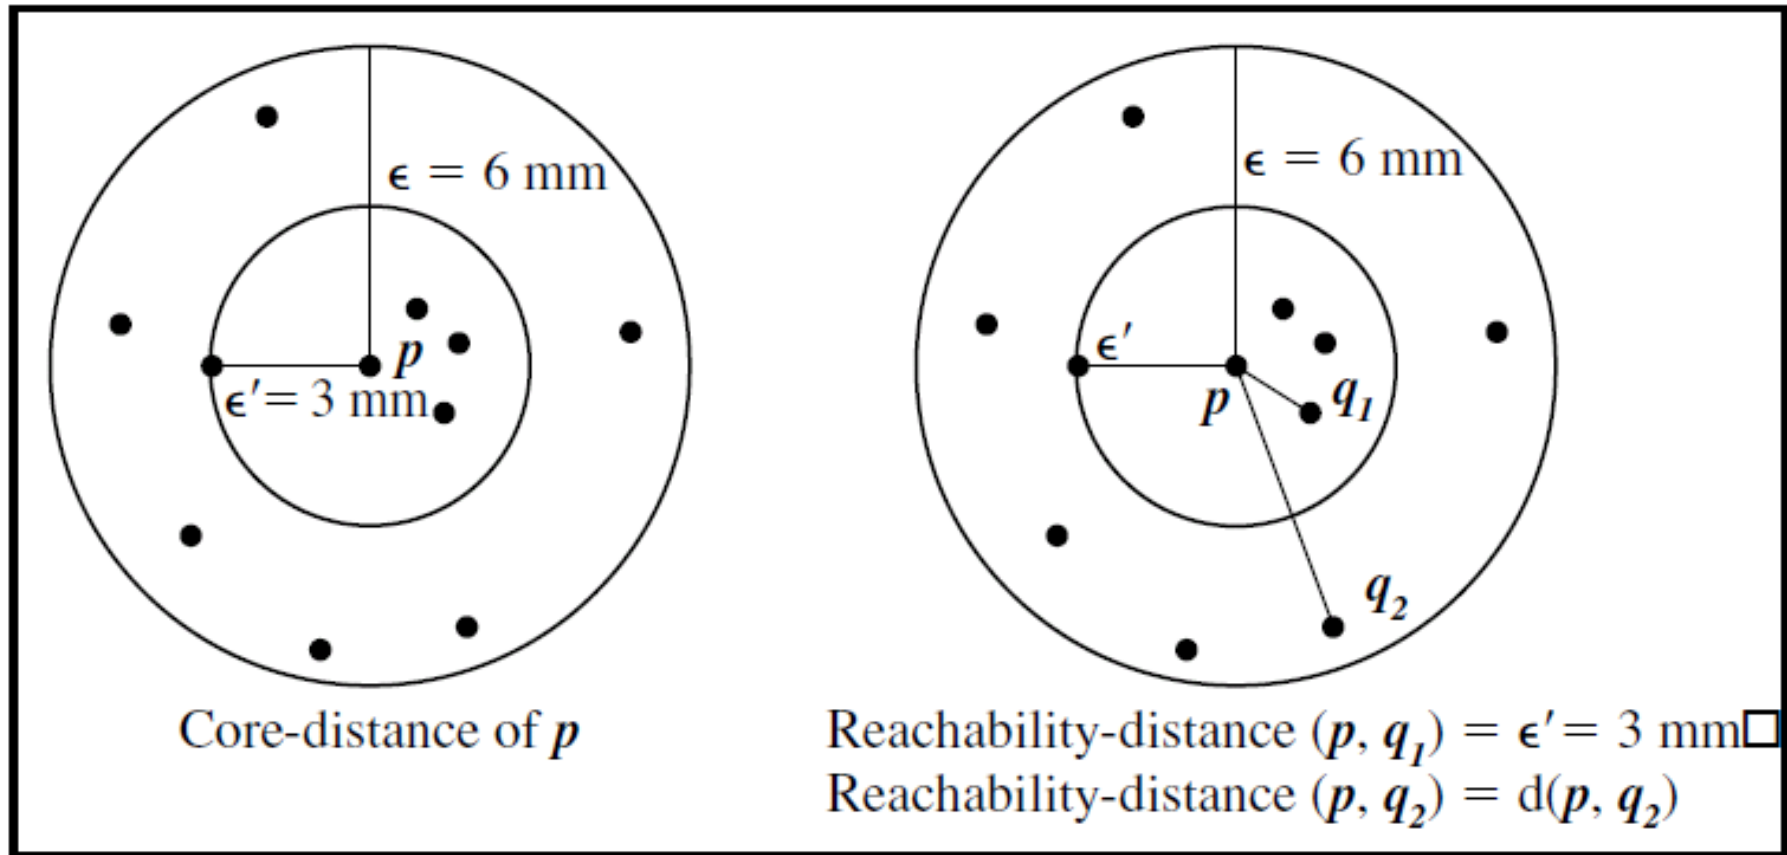 ϵ = 6 mm
p
ϵ′= 3 mm
Core-distance of p
ϵ = 6 mm
ϵ′
p
q₁
q₂
Reachability-distance (p, q₁) = ϵ′= 3 mm□
Reachability-distance (p, q₂) = d(p, q₂)